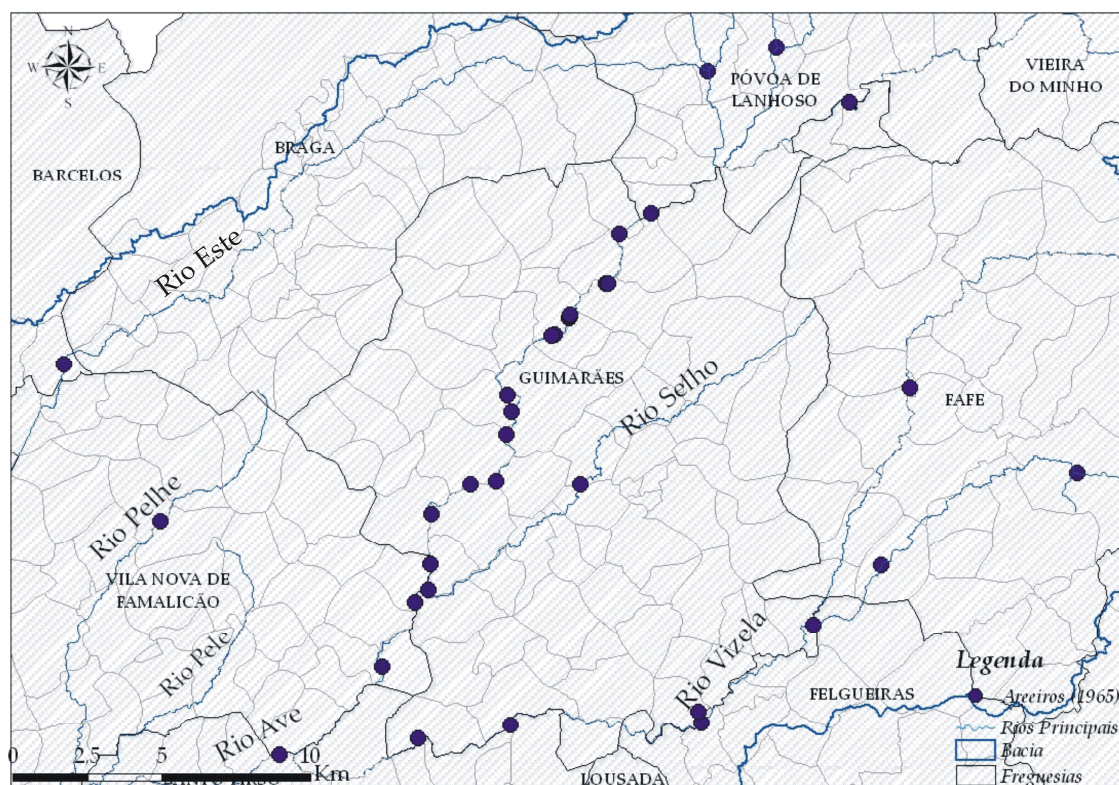 N
W E
S
BARCELOS
BRAGA
PÓVOA DE
LANHOSO
VIEIRA
DO MINHO
Rio Este
GUIMARÃES
Rio Selho
FAFE
Rio Pelhe
VILA NOVA DE
FAMALICÃO
Rio Pele
Rio Ave
Rio Vizela
FELGUEIRAS
LOUSADA
SANTO TIRSO
0 2,5 5 10
Km
Legenda
Areeiros (1965)
Rios Principais
Bacia
Freguesias